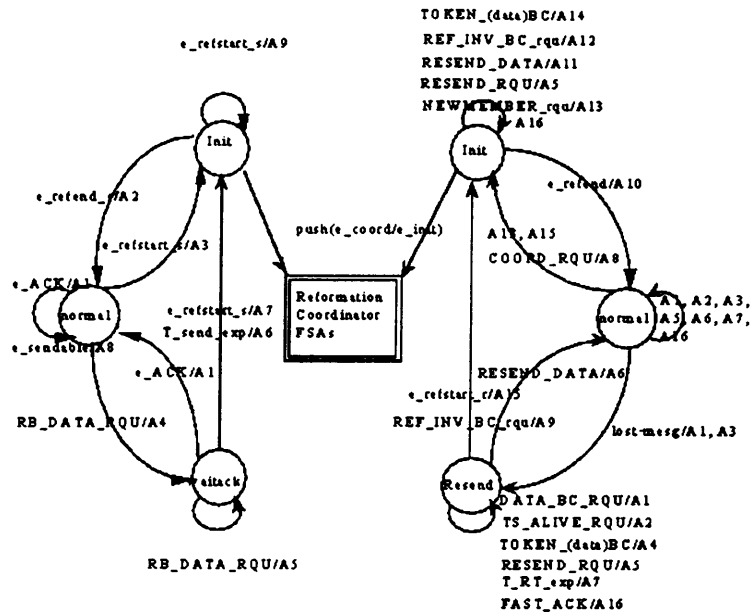 TOKEN_(data)BC/A14
REF_INV_BC_rqu/A12
RESEND_DATA/A11
RESEND_RQU/A5
NEWMEMBER_rqu/A13
A16
e_refstart_s/A9
Init
Init
e_refend_s/A2
e_refend/A10
e_refstart_s/A3
push(e_coord/e_init)
A13, A15
COORD_RQU/A8
e_ACK/A1
normal
e_sendable/A8
Reformation
Coordinator
FSAs
normal
A1, A2, A3,
A5, A6, A7,
A16
e_refstart_s/A7
T_send_exp/A6
e_ACK/A1
RB_DATA_RQU/A4
RESEND_DATA/A6
e_refstart_r/A15
REF_INV_BC_rqu/A9
lost-mesg/A1, A3
aitack
Resend
RB_DATA_RQU/A5
DATA_BC_RQU/A1
TS_ALIVE_RQU/A2
TOKEN_(data)BC/A4
RESEND_RQU/A5
T_RT_exp/A7
FAST_ACK/A16